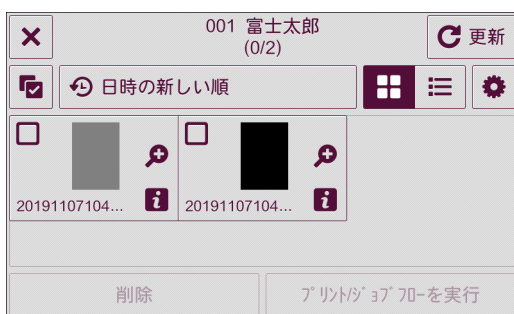 001 富士太郎
(0/2)
更新
日時の新しい順
20191107104...
20191107104...
削除
ﾌﾟﾘﾝﾄ/ｼﾞｮﾌﾞﾌﾛｰを実行